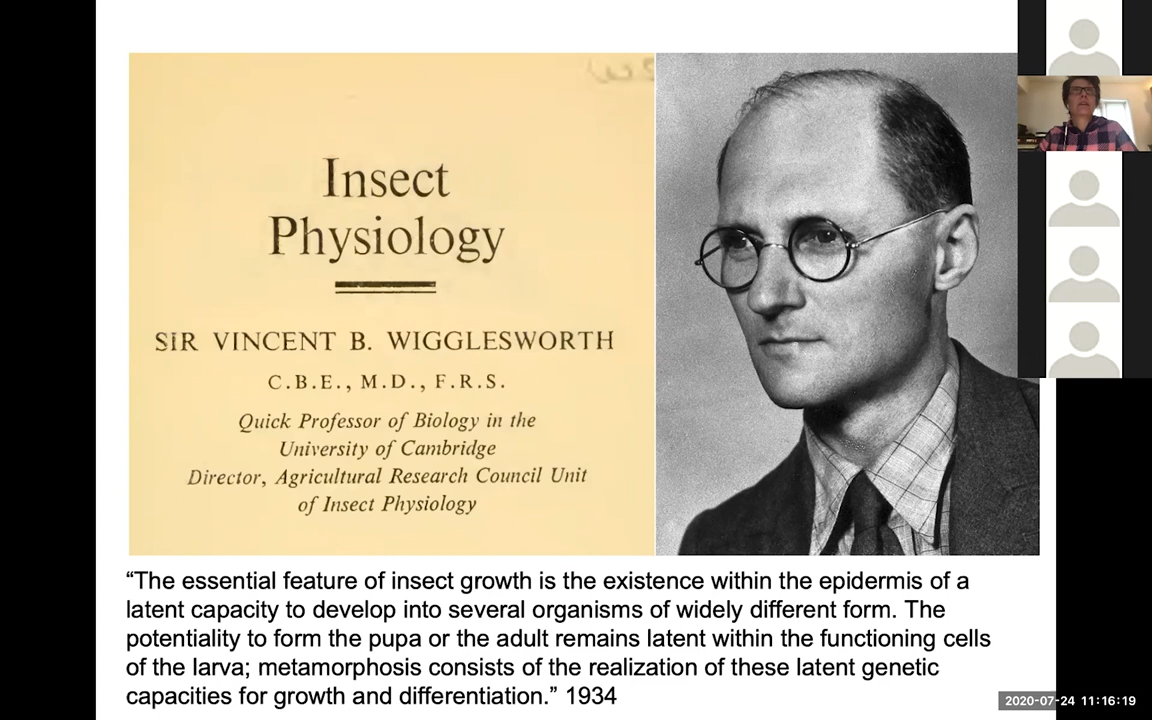 Insect
Physiology
SIR VINCENT B. WIGGLESWORTH
C.B.E., M.D., F.R.S.
Quick Professor of Biology in the
University of Cambridge
Director, Agricultural Research Council Unit
of Insect Physiology
“The essential feature of insect growth is the existence within the epidermis of a
latent capacity to develop into several organisms of widely different form. The
potentiality to form the pupa or the adult remains latent within the functioning cells
of the larva; metamorphosis consists of the realization of these latent genetic
capacities for growth and differentiation.” 1934
2020-07-24 11:16:19